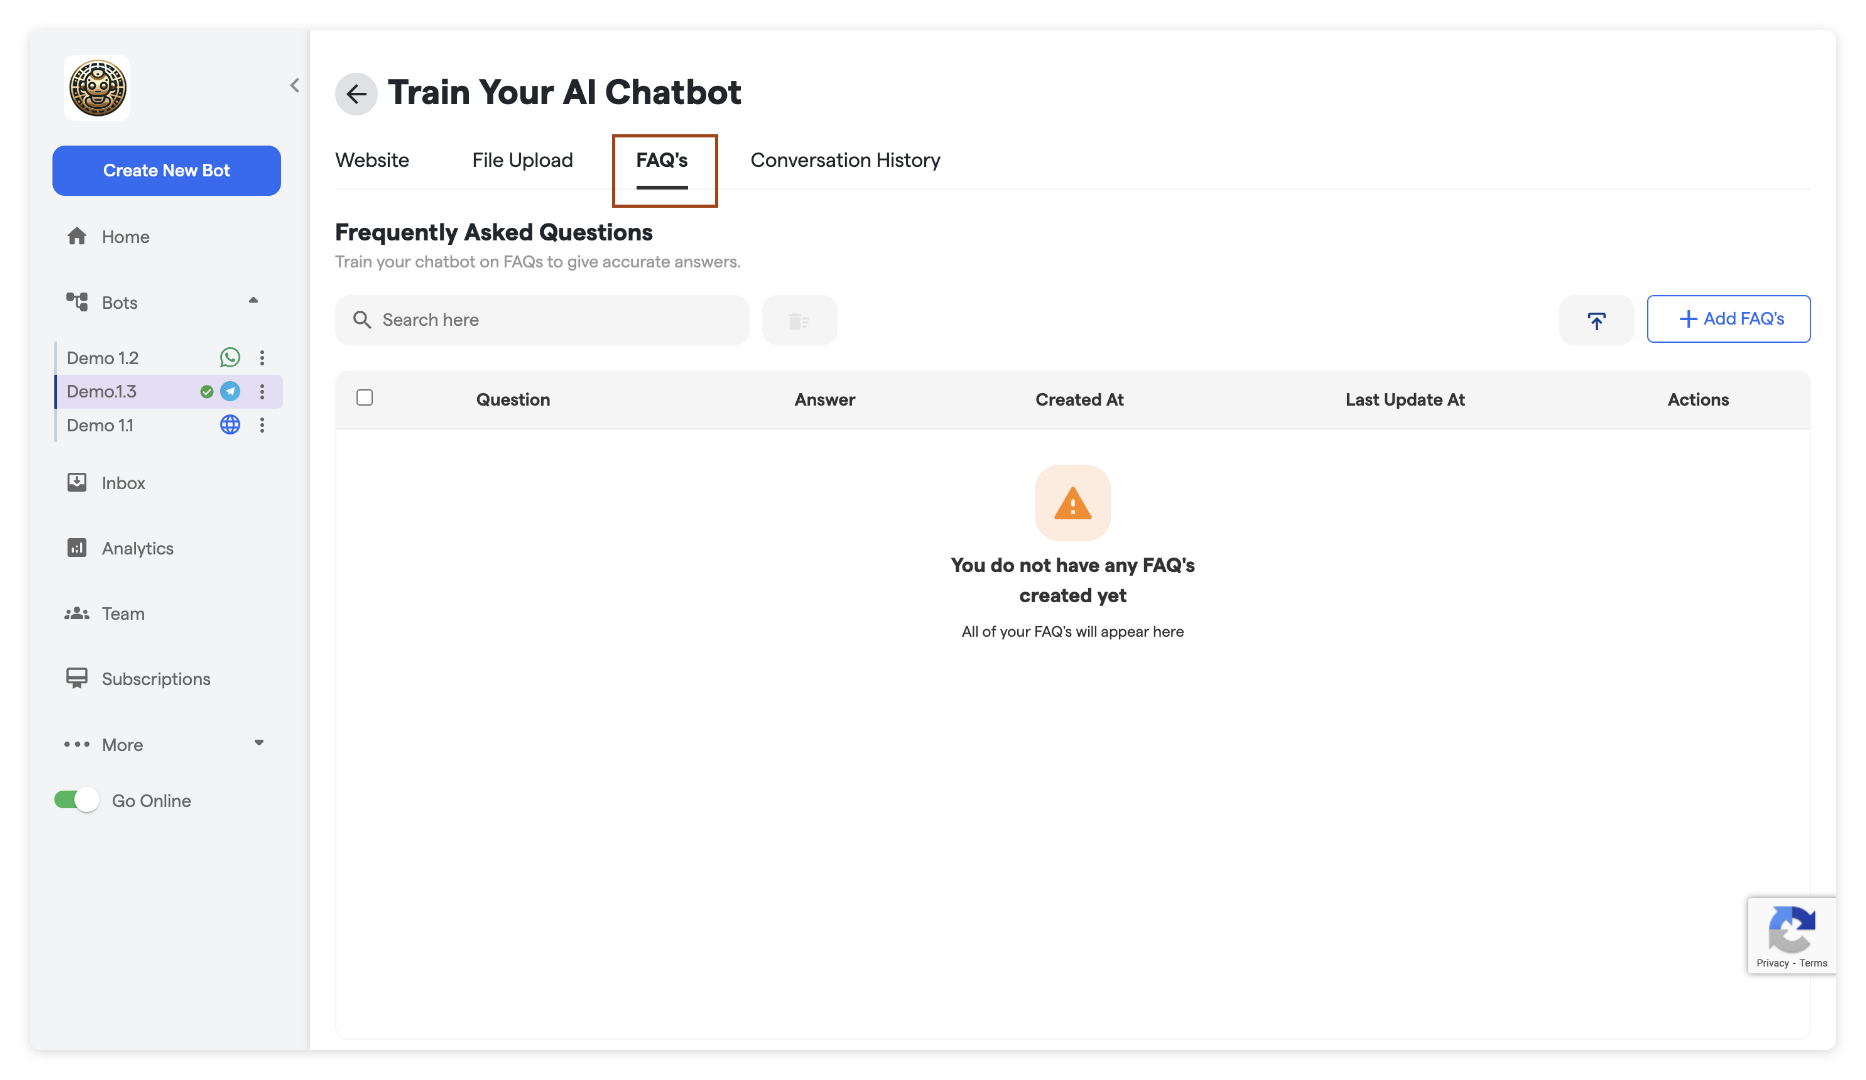 Create New Bot
Home
Bots
Demo 1.2
Demo.1.3
Demo 1.1
Inbox
Analytics
Team
Subscriptions
More
Go Online
Train Your AI Chatbot
Website
File Upload
FAQ's
Conversation History
Frequently Asked Questions
Train your chatbot on FAQs to give accurate answers.
Search here
Add FAQ's
Question
Answer
Created At
Last Update At
Actions
You do not have any FAQ's
created yet
All of your FAQ's will appear here
Privacy - Terms